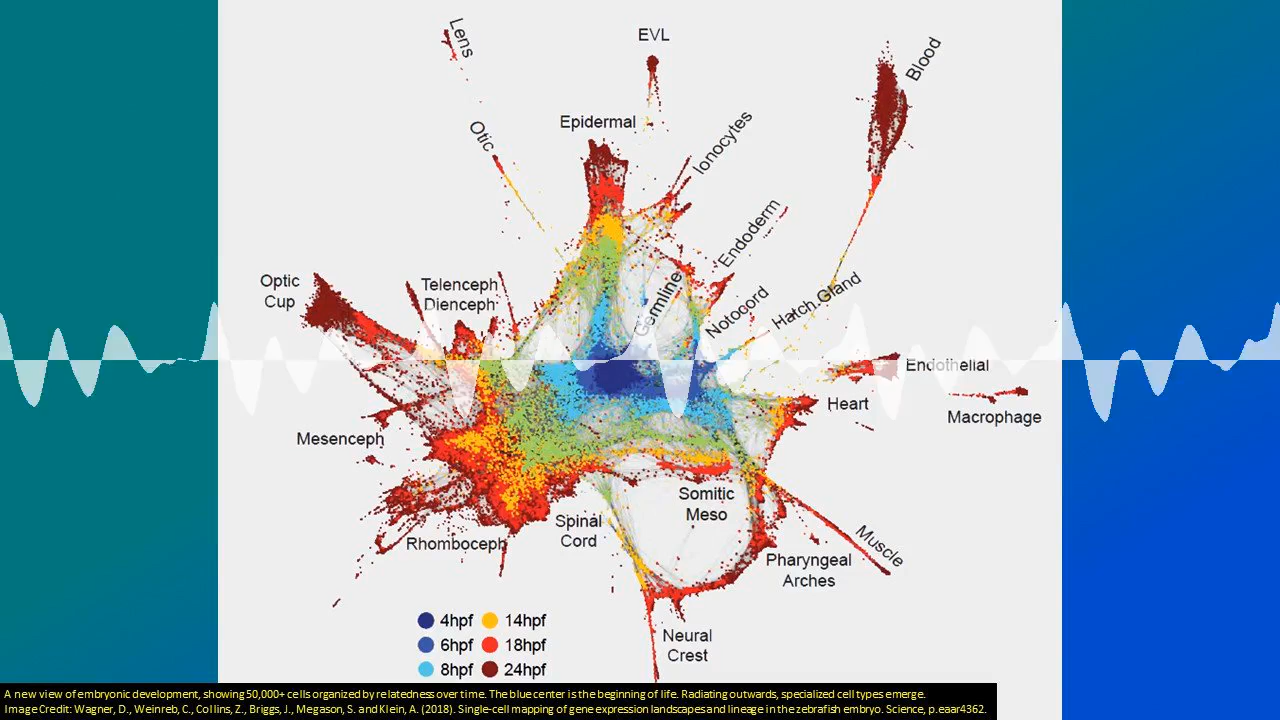 Lens
EVL
Blood
Epidermal
Otic
Ionocytes
Endoderm
Optic
Cup
Telenceph
Dienceph
Germline
Notocord
Hatch.Gland
Endothelial
Heart
Macrophage
Mesenceph
Somitic
Meso
Spinal
Cord
Rhomboceph
Muscle
Pharyngeal
Arches
Neural
Crest
4hpf 14hpf
6hpf 18hpf
8hpf 24hpf
A new view of embryonic development, showing 50,000+ cells organized by relatedness over time. The blue center is the beginning of life. Radiating outwards, specialized cell types emerge.
Image Credit: Wagner, D., Weinreb, C., Collins, Z., Briggs, J., Megason, S. and Klein, A. (2018). Single-cell mapping of gene expression landscapes and lineage in the zebrafish embryo. Science, p.eaar4362.